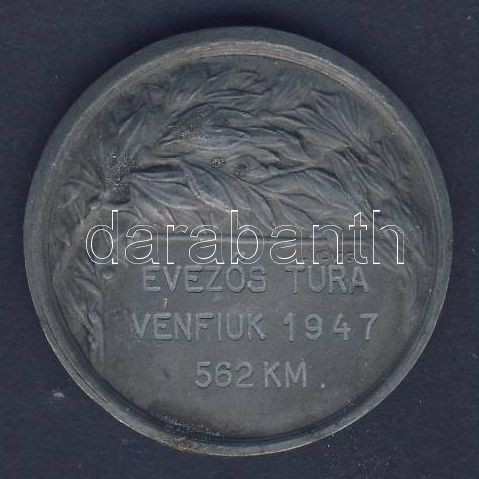 darabanth
EVEZOS TURA
VENFIUK 1947
562 KM.